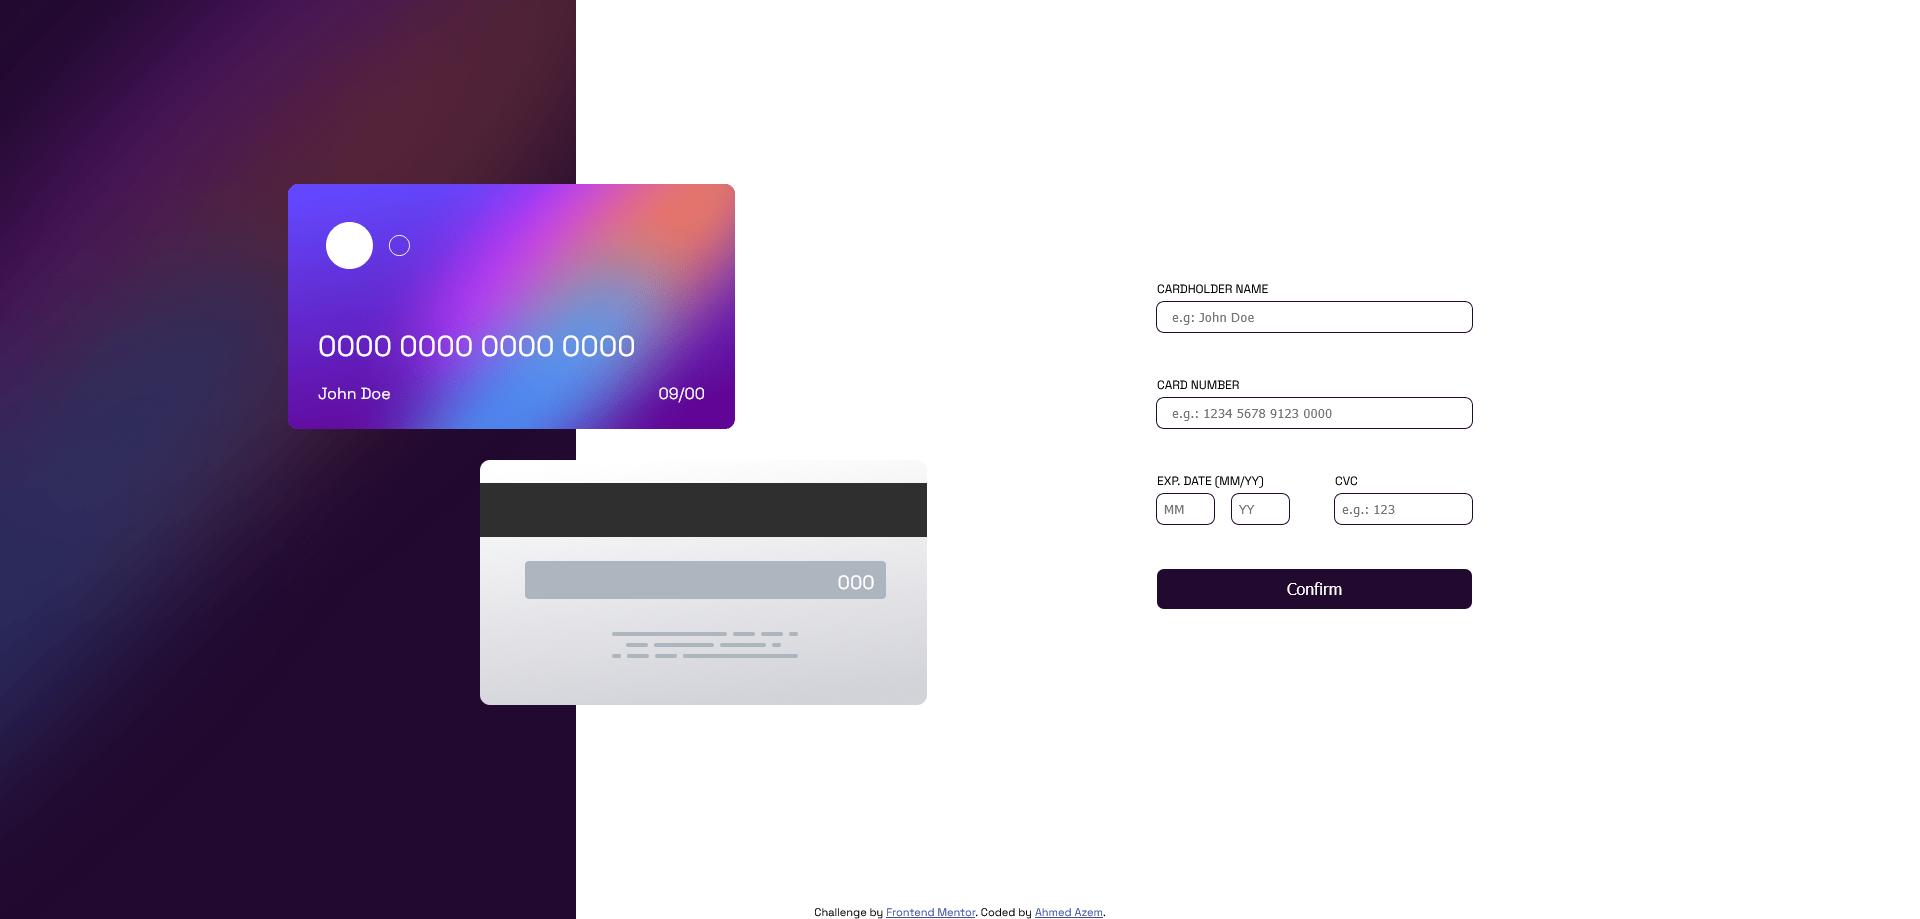 0000 0000 0000 0000
John Doe 09/00
000
CARDHOLDER NAME
e.g: John Doe
CARD NUMBER
e.g.: 1234 5678 9123 0000
EXP. DATE (MM/YY) CVC
MM YY e.g.: 123
Confirm
Challenge by Frontend Mentor. Coded by Ahmed Azem.